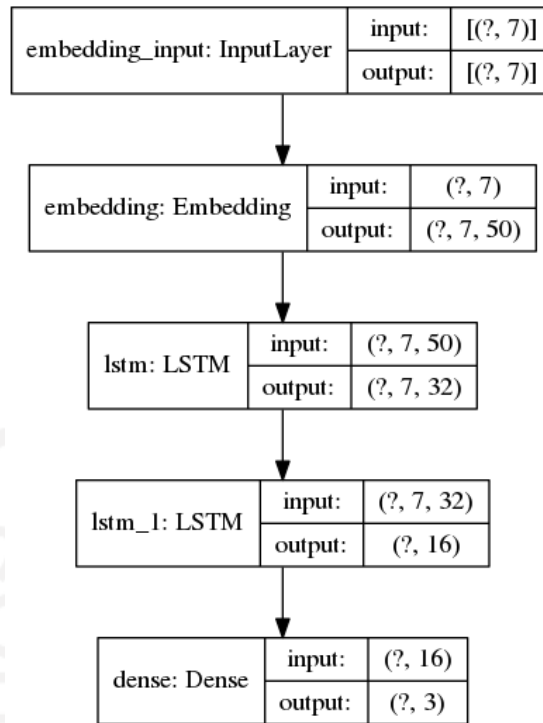 embedding_input: InputLayer
input: [(?, 7)]
output: [(?, 7)]
embedding: Embedding
input: (?, 7)
output: (?, 7, 50)
lstm: LSTM
input: (?, 7, 50)
output: (?, 7, 32)
lstm_1: LSTM
input: (?, 7, 32)
output: (?, 16)
dense: Dense
input: (?, 16)
output: (?, 3)